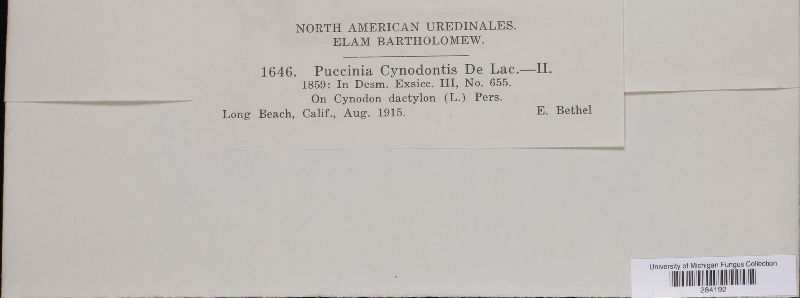 NORTH AMERICAN UREDINALES.
ELAM BARTHOLOMEW.
1646. Puccinia Cynodontis De Lac.—II.
1859: In Desm. Exsicc. III, No. 655.
On Cynodon dactylon (L.) Pers.
Long Beach, Calif., Aug. 1915. E. Bethel
University of Michigan Fungus Collection
264192